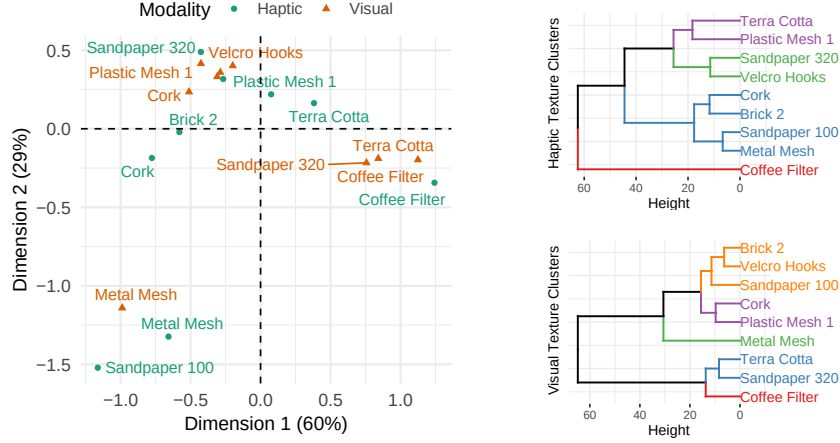 Modality Haptic Visual
Dimension 2 (29%)
0.5
0.0
−0.5
−1.0
−1.5
Sandpaper 320
Velcro Hooks
Plastic Mesh 1
Plastic Mesh 1
Cork
Brick 2
Terra Cotta
Cork
Terra Cotta
Sandpaper 320
Coffee Filter
Coffee Filter
Metal Mesh
Metal Mesh
Sandpaper 100
−1.0 −0.5 0.0 0.5 1.0
Dimension 1 (60%)
Haptic Texture Clusters
Terra Cotta
Plastic Mesh 1
Sandpaper 320
Velcro Hooks
Cork
Brick 2
Sandpaper 100
Metal Mesh
Coffee Filter
60 40 20 0
Height
Visual Texture Clusters
Brick 2
Velcro Hooks
Sandpaper 100
Cork
Plastic Mesh 1
Metal Mesh
Terra Cotta
Sandpaper 320
Coffee Filter
60 40 20 0
Height